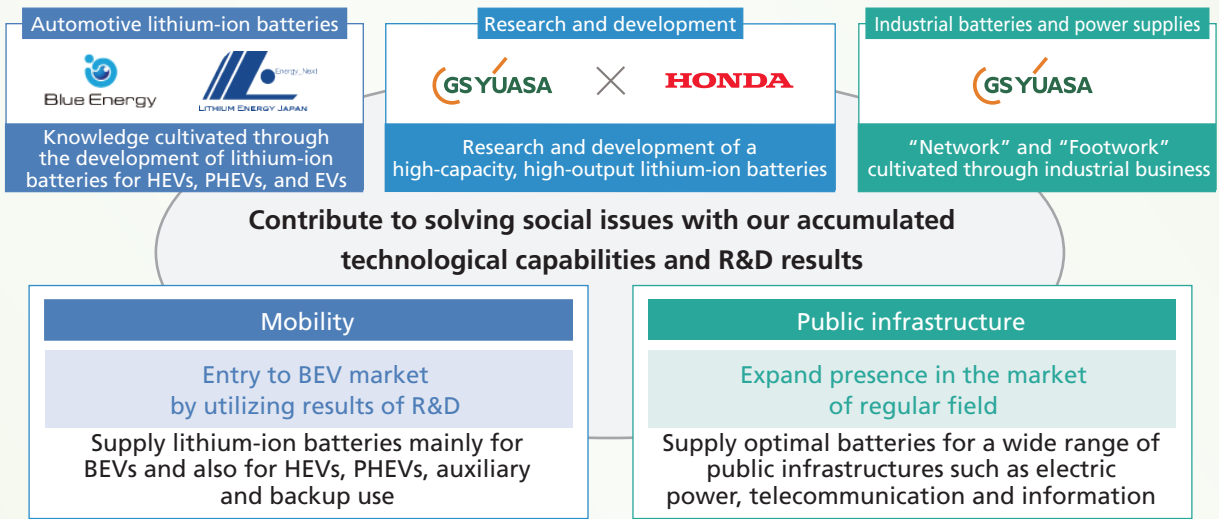 Automotive lithium-ion batteries
Blue Energy
Energy_Next
LITHIUM ENERGY JAPAN
Knowledge cultivated through
the development of lithium-ion
batteries for HEVs, PHEVs, and EVs
Research and development
GS YUASA
HONDA
Research and development of a
high-capacity, high-output lithium-ion batteries
Industrial batteries and power supplies
GS YUASA
“Network” and “Footwork”
cultivated through industrial business
Contribute to solving social issues with our accumulated
technological capabilities and R&D results
Mobility
Entry to BEV market
by utilizing results of R&D
Supply lithium-ion batteries mainly for
BEVs and also for HEVs, PHEVs, auxiliary
and backup use
Public infrastructure
Expand presence in the market
of regular field
Supply optimal batteries for a wide range of
public infrastructures such as electric
power, telecommunication and information